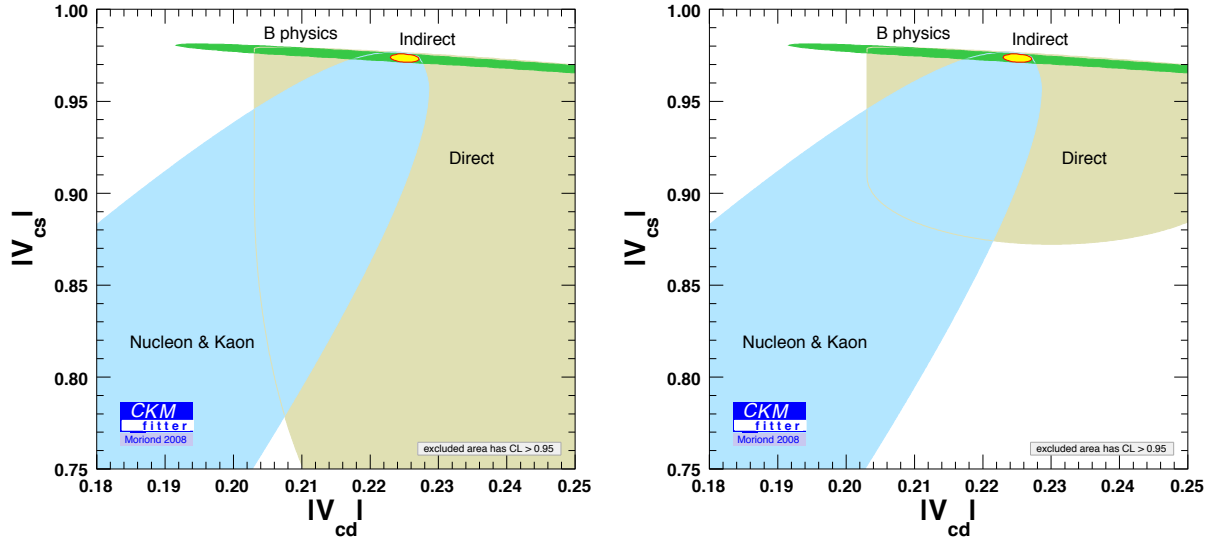 1.00
0.95
0.90
0.85
0.80
0.75
0.18 0.19 0.20 0.21 0.22 0.23 0.24 0.25
|V_cs|
|V_cd|
B physics
Indirect
Direct
Nucleon & Kaon
CKM
fitter
Moriond 2008
excluded area has CL > 0.95
1.00
0.95
0.90
0.85
0.80
0.75
0.18 0.19 0.20 0.21 0.22 0.23 0.24 0.25
|V_cs|
|V_cd|
B physics
Indirect
Direct
Nucleon & Kaon
CKM
fitter
Moriond 2008
excluded area has CL > 0.95